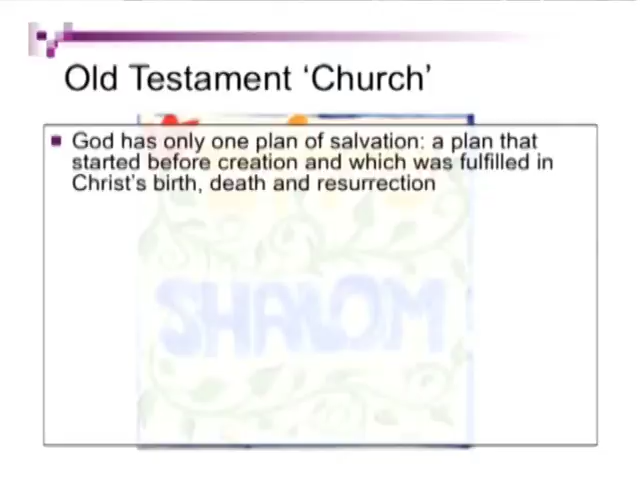 Old Testament ‘Church’
God has only one plan of salvation: a plan that
started before creation and which was fulfilled in
Christ’s birth, death and resurrection
SHALOM